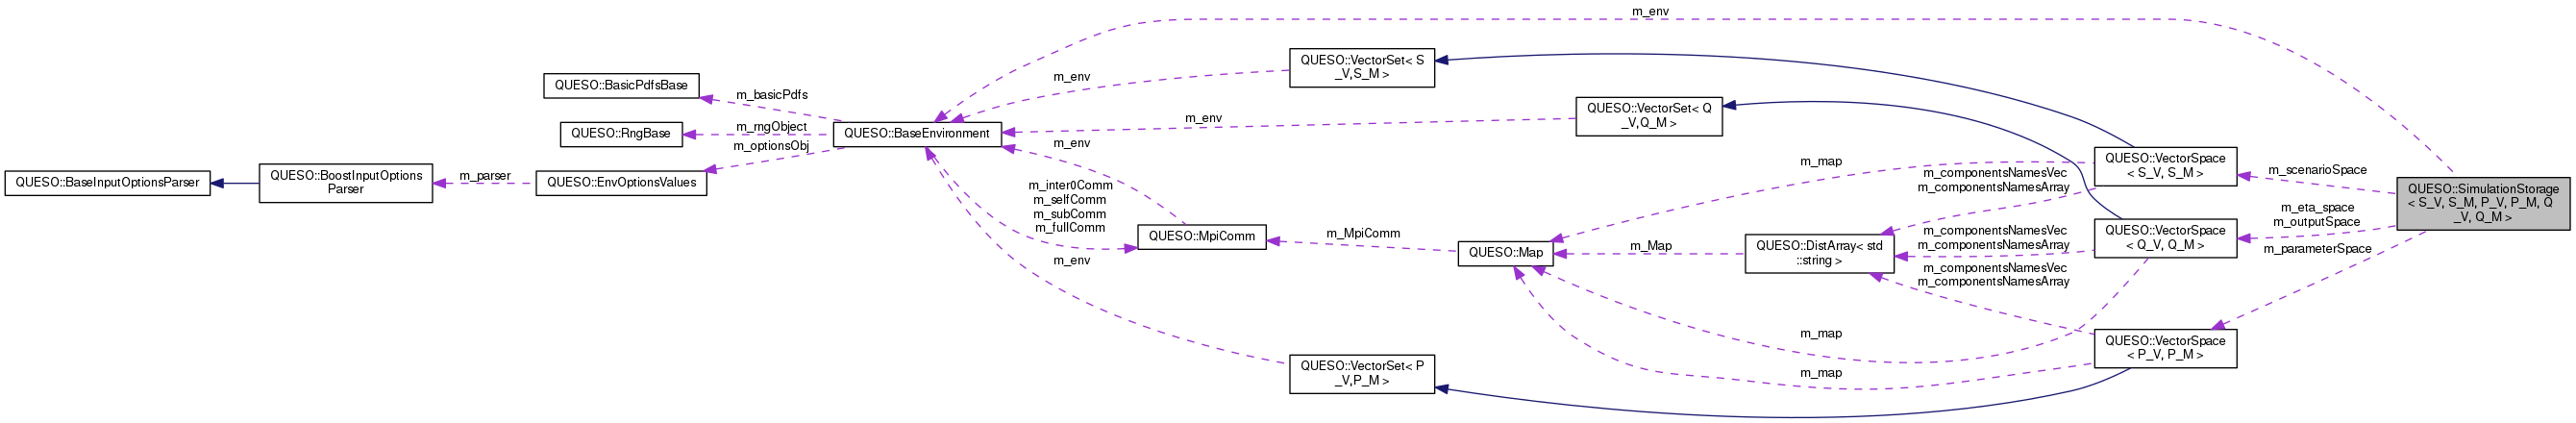 m_env
QUESO::VectorSet< S
_V,S_M >
m_env
QUESO::BasicPdfsBase
m_basicPdfs
QUESO::VectorSet< Q
_V,Q_M >
m_env
QUESO::RngBase
m_rngObject
QUESO::BaseEnvironment
m_env
m_optionsObj
QUESO::BaseInputOptionsParser
QUESO::BoostInputOptions
Parser
m_parser
QUESO::EnvOptionsValues
m_inter0Comm
m_selfComm
m_subComm
m_fullComm
QUESO::MpiComm
m_env
m_MpiComm
QUESO::Map
m_Map
QUESO::DistArray< std
::string >
m_map
m_componentsNamesVec
m_componentsNamesArray
QUESO::VectorSpace
< S_V, S_M >
m_scenarioSpace
m_componentsNamesVec
m_componentsNamesArray
QUESO::VectorSpace
< Q_V, Q_M >
m_eta_space
m_outputSpace
m_parameterSpace
QUESO::SimulationStorage
< S_V, S_M, P_V, P_M, Q
_V, Q_M >
m_componentsNamesVec
m_componentsNamesArray
m_map
QUESO::VectorSpace
< P_V, P_M >
m_map
QUESO::VectorSet< P
_V,P_M >